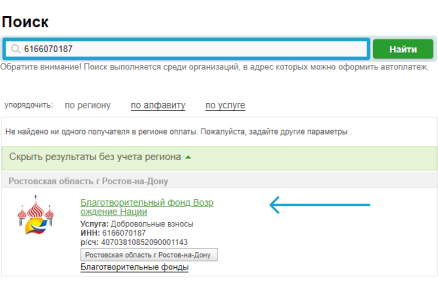 Поиск
6166070187
Найти
Обратите внимание! Поиск выполняется среди организаций, в адрес которых можно оформить автоплатеж.
упорядочить: по региону по алфавиту по услуге
Не найдено ни одного получателя в регионе оплаты. Пожалуйста, задайте другие параметры .
Скрыть результаты без учета региона
Ростовская область г Ростов-на-Дону
Благотворительный фонд Возр
ождение Нации
Услуга: Добровольные взносы
ИНН: 6166070187
р/сч: 40703810852090001143
Ростовская область г Ростов-на-Дону
Благотворительные фонды